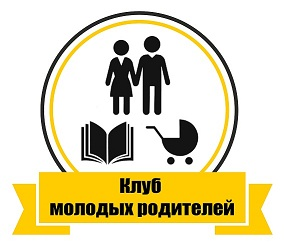 Клуб
молодых родителей